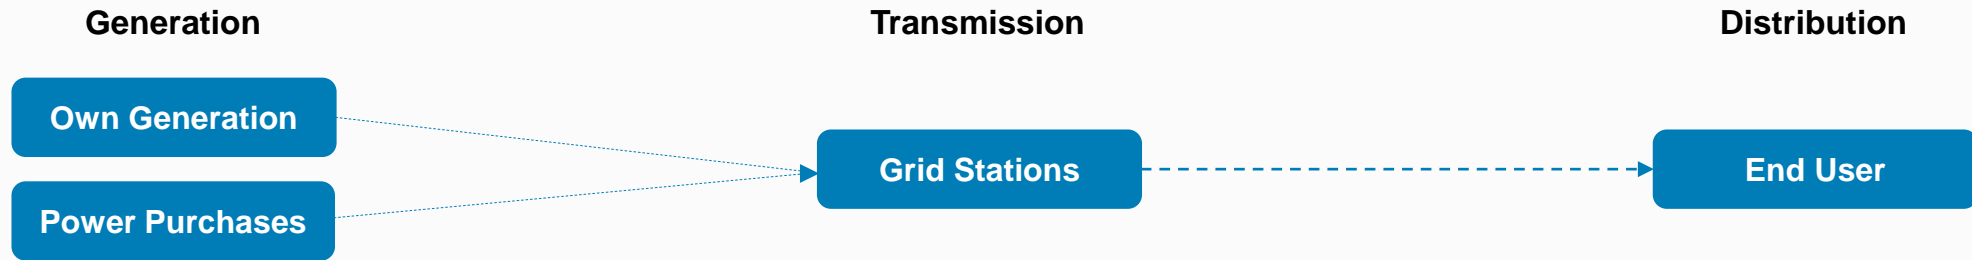 Generation
Transmission
Distribution
Own Generation
Power Purchases
Grid Stations
End User